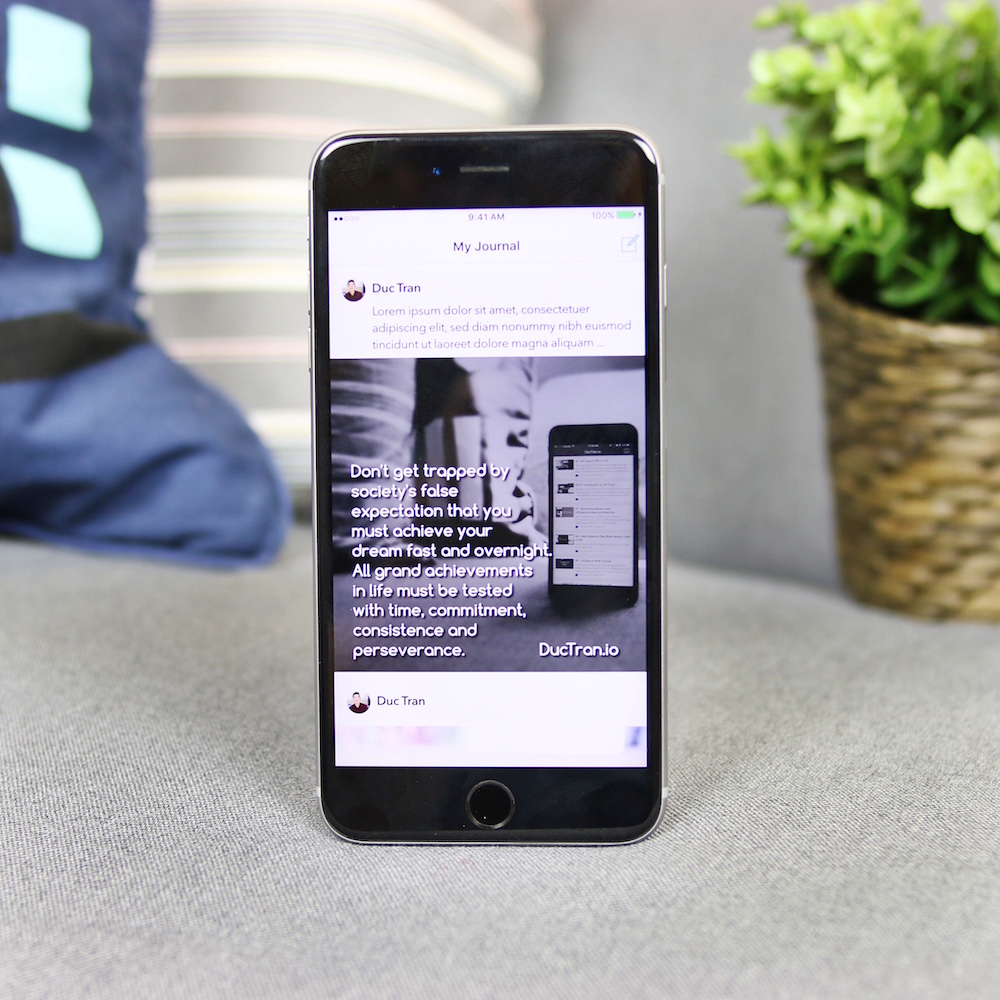 9:41 AM 100%
My Journal
Duc Tran
Lorem ipsum dolor sit amet, consectetuer
adipiscing elit, sed diam nonummy nibh euismod
tincidunt ut laoreet dolore magna aliquam ...
Don't get trapped by
society's false
expectation that you
must achieve your
dream fast and overnight.
All grand achievements
in life must be tested
with time, commitment,
consistence and
perseverance.
DucTran.io
Duc Tran